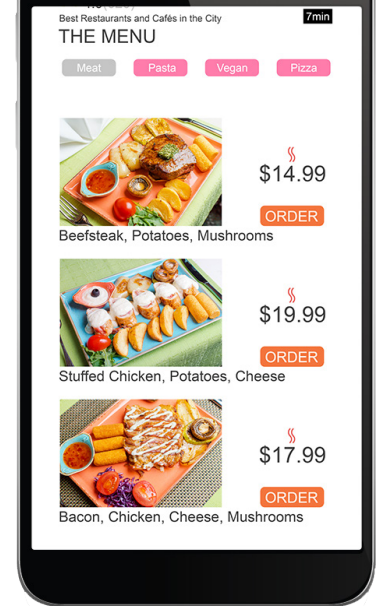 Best Restaurants and Cafés in the City
7min
THE MENU
Meat Pasta Vegan Pizza
$14.99
ORDER
Beefsteak, Potatoes, Mushrooms
$19.99
ORDER
Stuffed Chicken, Potatoes, Cheese
$17.99
ORDER
Bacon, Chicken, Cheese, Mushrooms